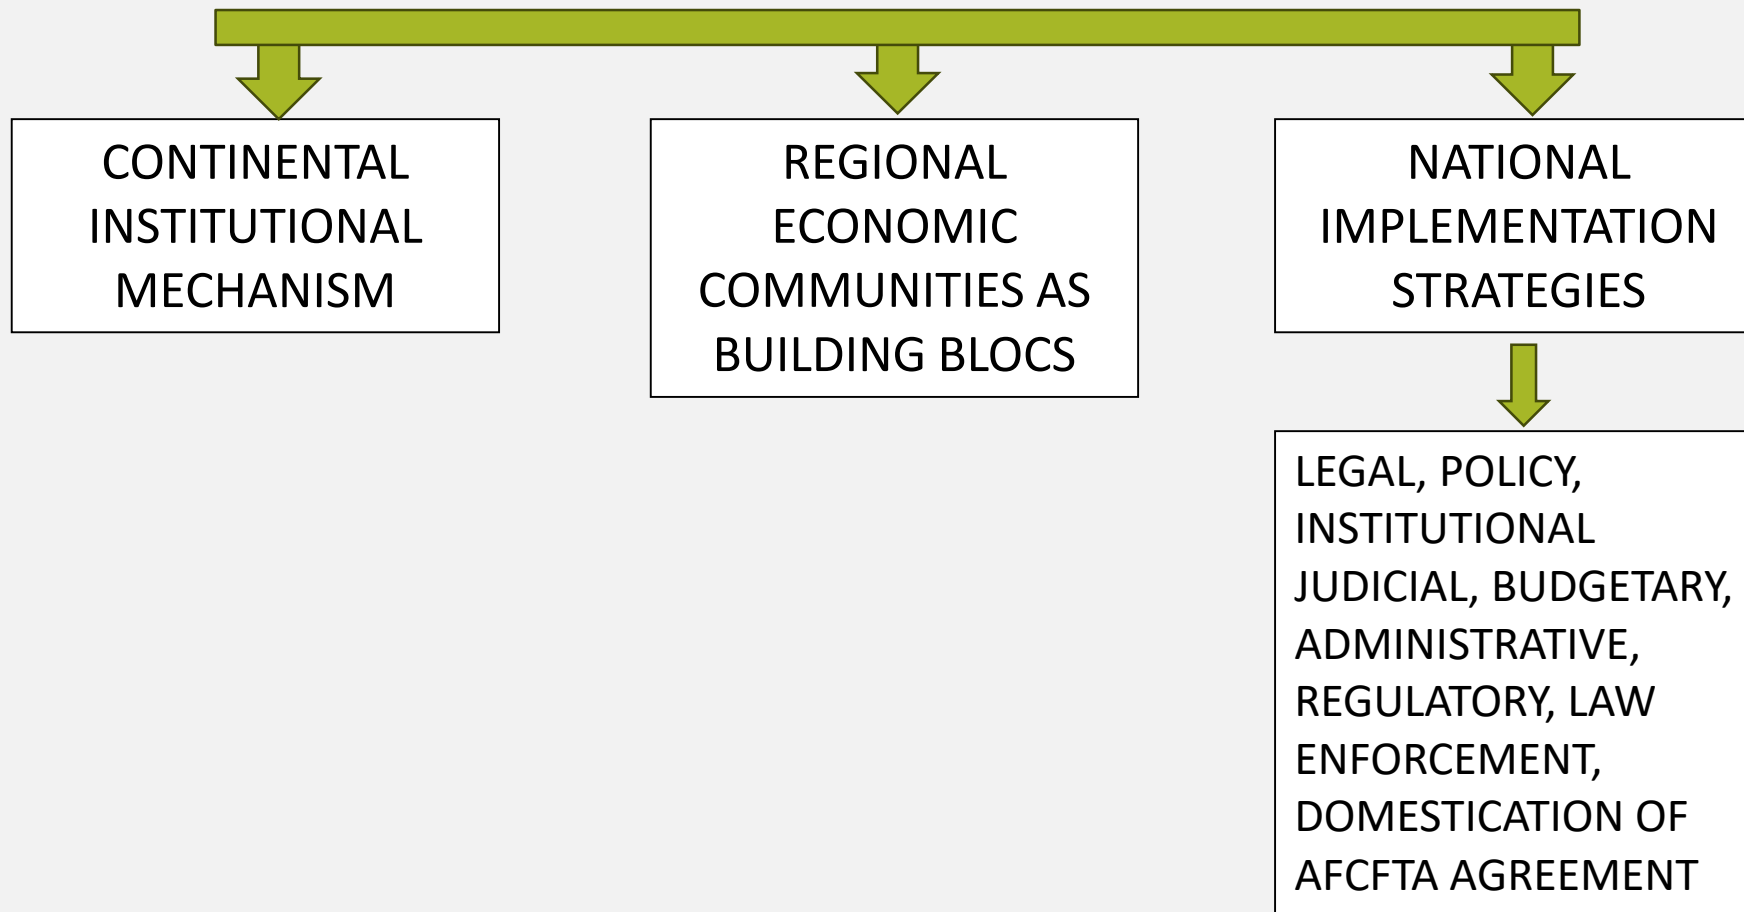 CONTINENTAL
INSTITUTIONAL
MECHANISM
REGIONAL
ECONOMIC
COMMUNITIES AS
BUILDING BLOCS
NATIONAL
IMPLEMENTATION
STRATEGIES
LEGAL, POLICY,
INSTITUTIONAL
JUDICIAL, BUDGETARY,
ADMINISTRATIVE,
REGULATORY, LAW
ENFORCEMENT,
DOMESTICATION OF
AFCFTA AGREEMENT